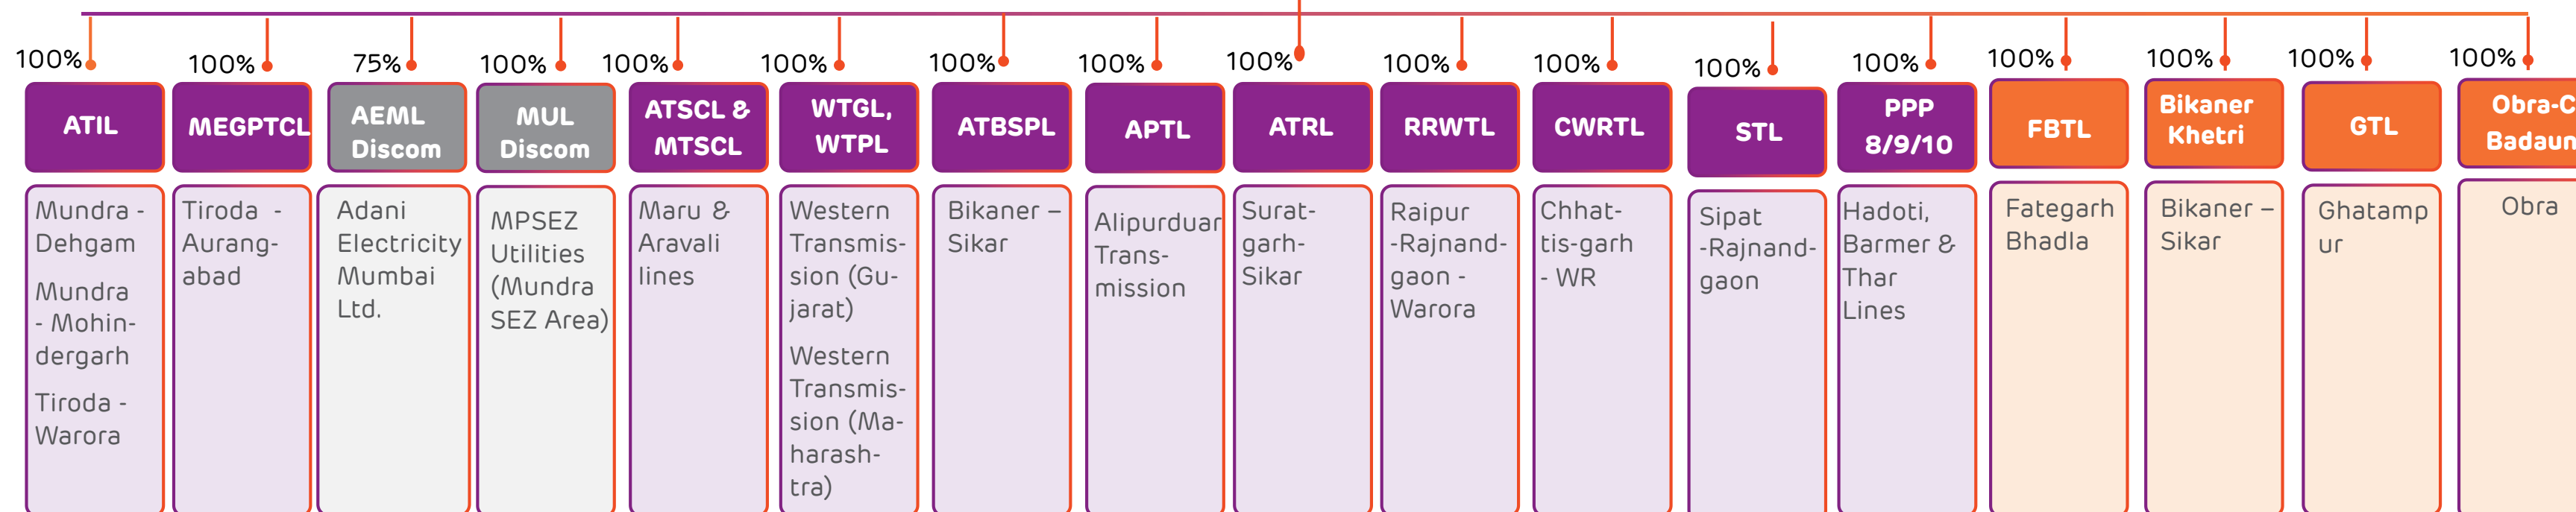 100%
ATIL
Mundra -
Dehgam
Mundra
- Mohin-
dergarh
Tiroda -
Warora
100%
MEGPTCL
Tiroda -
Aurang-
abad
75%
AEML
Discom
Adani
Electricity
Mumbai
Ltd.
100%
MUL
Discom
MPSEZ
Utilities
(Mundra
SEZ Area)
100%
ATSCL &
MTSCL
Maru &
Aravali
lines
100%
WTGL,
WTPL
Western
Transmis-
sion (Gu-
jarat)
Western
Transmis-
sion (Ma-
harash-
tra)
100%
ATBSPL
Bikaner –
Sikar
100%
APTL
Alipurduar
Trans-
mission
100%
ATRL
Surat-
garh-
Sikar
100%
RRWTL
Raipur
-Rajnand-
gaon -
Warora
100%
CWRTL
Chhat-
tis-garh
- WR
100%
STL
Sipat
-Rajnand-
gaon
100%
PPP
8/9/10
Hadoti,
Barmer &
Thar
Lines
100%
FBTL
Fategarh
Bhadla
100%
Bikaner
Khetri
Bikaner –
Sikar
100%
GTL
Ghatamp
ur
100%
Obra-C
Badaun
Obra